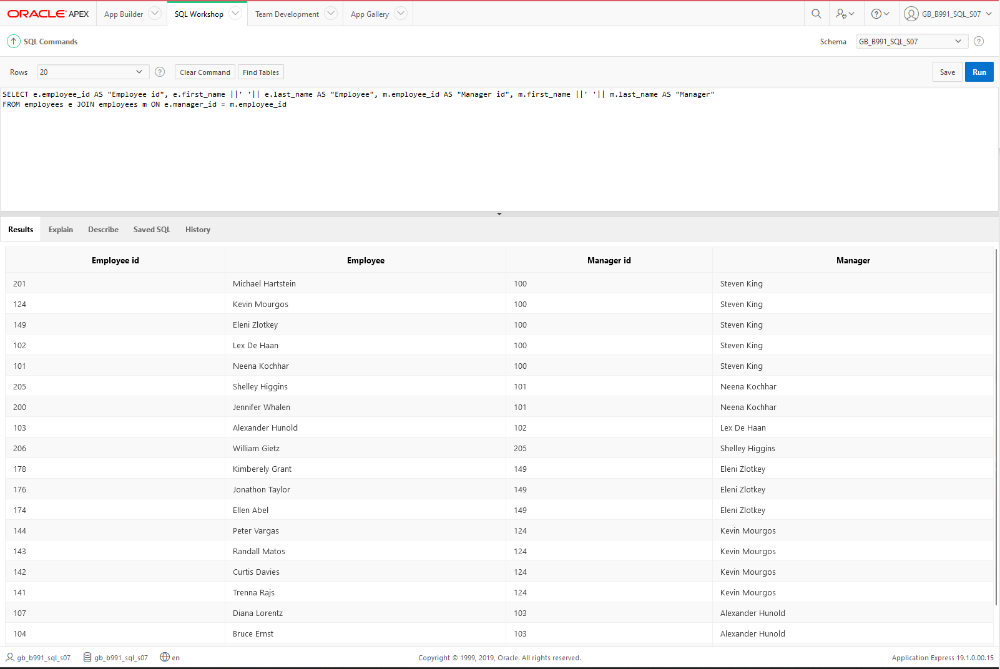 ORACLE APEX App Builder SQL Workshop Team Development App Gallery GB_B991_SQL_S07
SQL Commands Schema GB_B991_SQL_S07
Rows 20 Clear Command Find Tables Save Run
SELECT e.employee_id AS "Employee id", e.first_name ||' '|| e.last_name AS "Employee", m.employee_id AS "Manager id", m.first_name ||' '|| m.last_name AS "Manager"
FROM employees e JOIN employees m ON e.manager_id = m.employee_id
Results Explain Describe Saved SQL History
Employee id Employee Manager id Manager
201 Michael Hartstein 100 Steven King
124 Kevin Mourgos 100 Steven King
149 Eleni Zlotkey 100 Steven King
102 Lex De Haan 100 Steven King
101 Neena Kochhar 100 Steven King
205 Shelley Higgins 101 Neena Kochhar
200 Jennifer Whalen 101 Neena Kochhar
103 Alexander Hunold 102 Lex De Haan
206 William Gietz 205 Shelley Higgins
178 Kimberely Grant 149 Eleni Zlotkey
176 Jonathon Taylor 149 Eleni Zlotkey
174 Ellen Abel 149 Eleni Zlotkey
144 Peter Vargas 124 Kevin Mourgos
143 Randall Matos 124 Kevin Mourgos
142 Curtis Davies 124 Kevin Mourgos
141 Trenna Rajs 124 Kevin Mourgos
107 Diana Lorentz 103 Alexander Hunold
104 Bruce Ernst 103 Alexander Hunold
gb_b991_sql_s07 gb_b991_sql_s07 en Copyright © 1999, 2019, Oracle. All rights reserved. Application Express 19.1.0.00.15